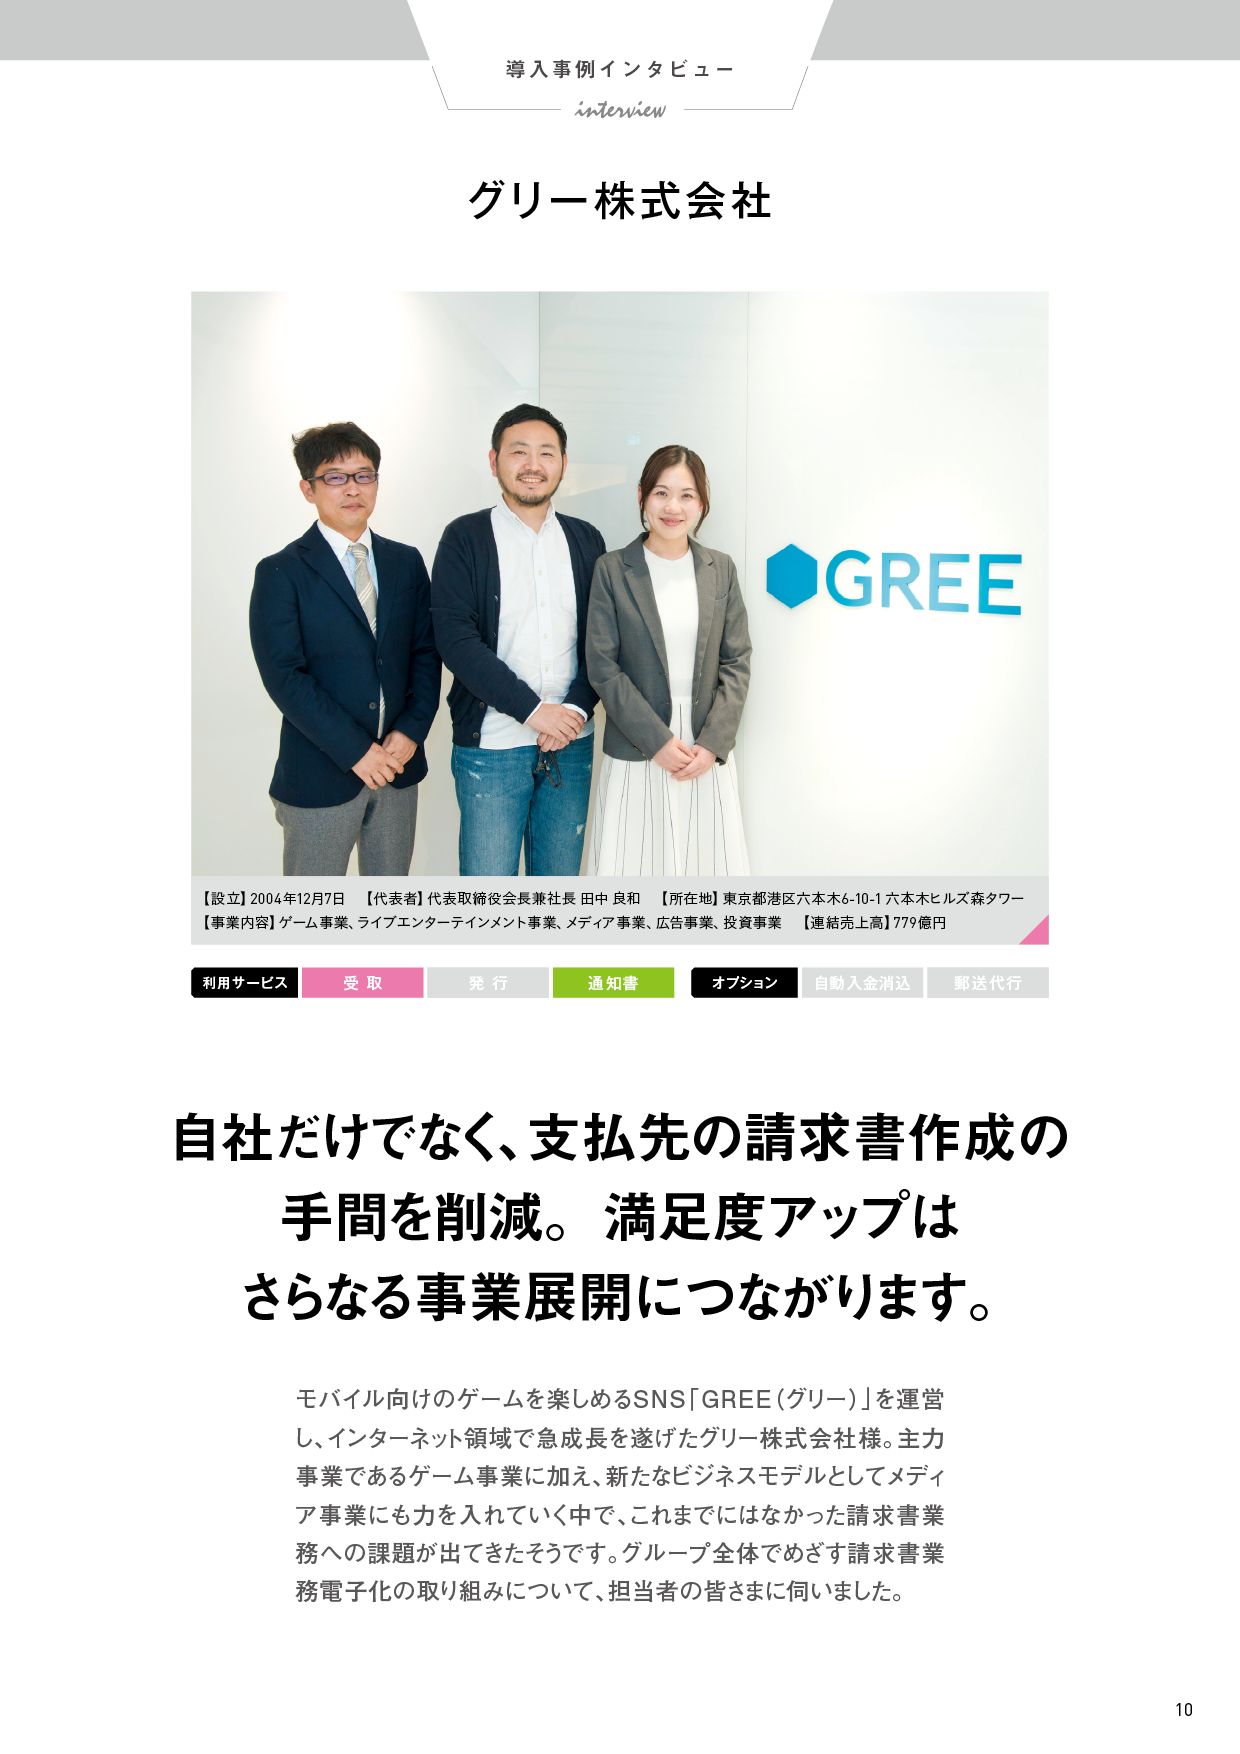 導入事例インタビュー
interview
グリー株式会社
GREE
【設立】2004年12月7日　【代表者】代表取締役会長兼社長 田中 良和　【所在地】東京都港区六本木6-10-1 六本木ヒルズ森タワー
【事業内容】ゲーム事業、ライブエンターテインメント事業、メディア事業、広告事業、投資事業　【連結売上高】779億円
利用サービス 受 取 発 行 通知書 オプション 自動入金消込 郵送代行
自社だけでなく、支払先の請求書作成の
手間を削減。 満足度アップは
さらなる事業展開につながります。
モバイル向けのゲームを楽しめるSNS「GREE（グリー）」を運営
し、インターネット領域で急成長を遂げたグリー株式会社様。主力
事業であるゲーム事業に加え、新たなビジネスモデルとしてメディ
ア事業にも力を入れていく中で、これまでにはなかった請求書業
務への課題が出てきたそうです。グループ全体でめざす請求書業
務電子化の取り組みについて、担当者の皆さまに伺いました。
10